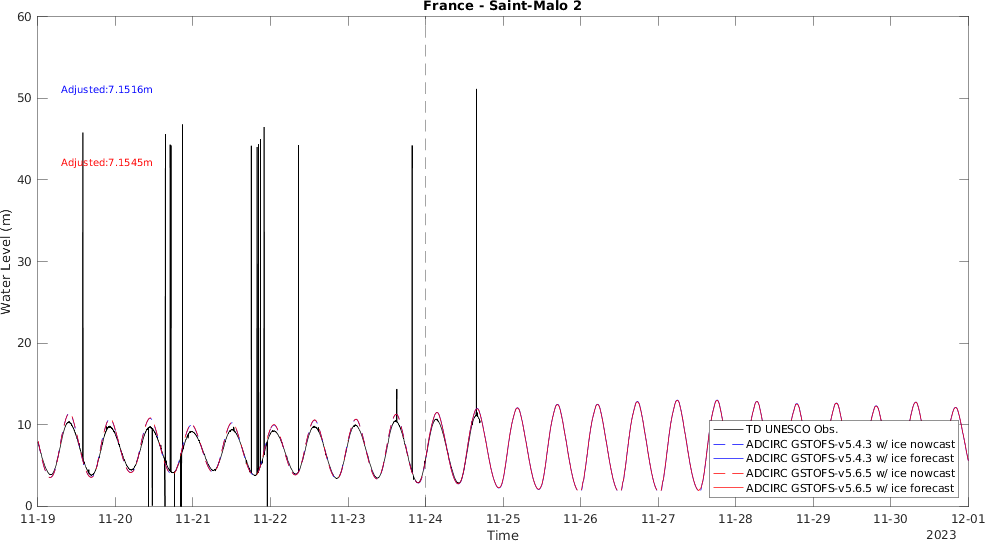 France - Saint-Malo 2
60
50
40
30
20
10
0
Water Level (m)
Adjusted:7.1516m
Adjusted:7.1545m
TD UNESCO Obs.
ADCIRC GSTOFS-v5.4.3 w/ ice nowcast
ADCIRC GSTOFS-v5.4.3 w/ ice forecast
ADCIRC GSTOFS-v5.6.5 w/ ice nowcast
ADCIRC GSTOFS-v5.6.5 w/ ice forecast
11-19 11-20 11-21 11-22 11-23 11-24 11-25 11-26 11-27 11-28 11-29 11-30 12-01
Time
2023